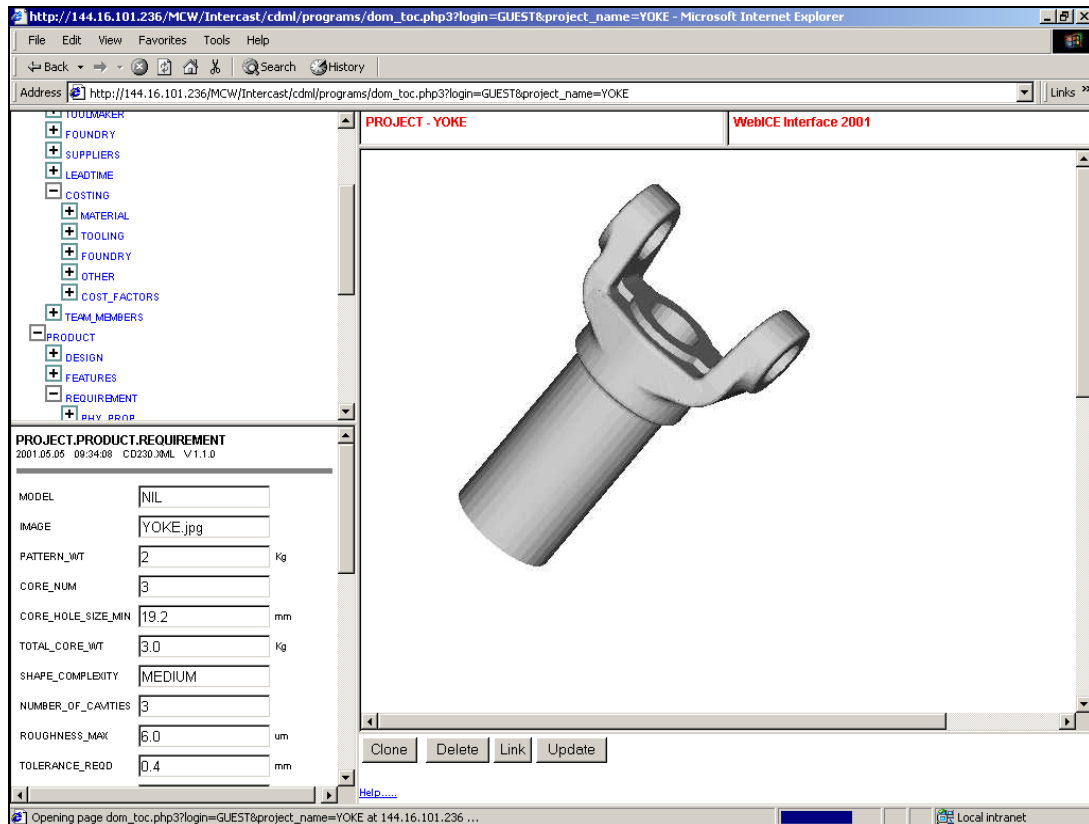 http://144.16.101.236/MCW/Intercast/cdml/programs/dom_toc.php3?login=GUEST&project_name=YOKE - Microsoft Internet Explorer
File Edit View Favorites Tools Help
Back Search History
Address http://144.16.101.236/MCW/Intercast/cdml/programs/dom_toc.php3?login=GUEST&project_name=YOKE Links »
TOOLMAKER
FOUNDRY
SUPPLIERS
LEADTIME
COSTING
MATERIAL
TOOLING
FOUNDRY
OTHER
COST_FACTORS
TEAM_MEMBERS
PRODUCT
DESIGN
FEATURES
REQUIREMENT
PHY_PROP
PROJECT - YOKE
WebICE Interface 2001
PROJECT.PRODUCT.REQUIREMENT
2001.05.05 09:34:08 CD230.XML V1.1.0
MODEL NIL
IMAGE YOKE.jpg
PATTERN_WT 2 Kg
CORE_NUM 3
CORE_HOLE_SIZE_MIN 19.2 mm
TOTAL_CORE_WT 3.0 Kg
SHAPE_COMPLEXITY MEDIUM
NUMBER_OF_CAVITIES 3
ROUGHNESS_MAX 6.0 um
TOLERANCE_REQD 0.4 mm
Clone Delete Link Update
Help.....
Opening page dom_toc.php3?login=GUEST&project_name=YOKE at 144.16.101.236 ... Local intranet